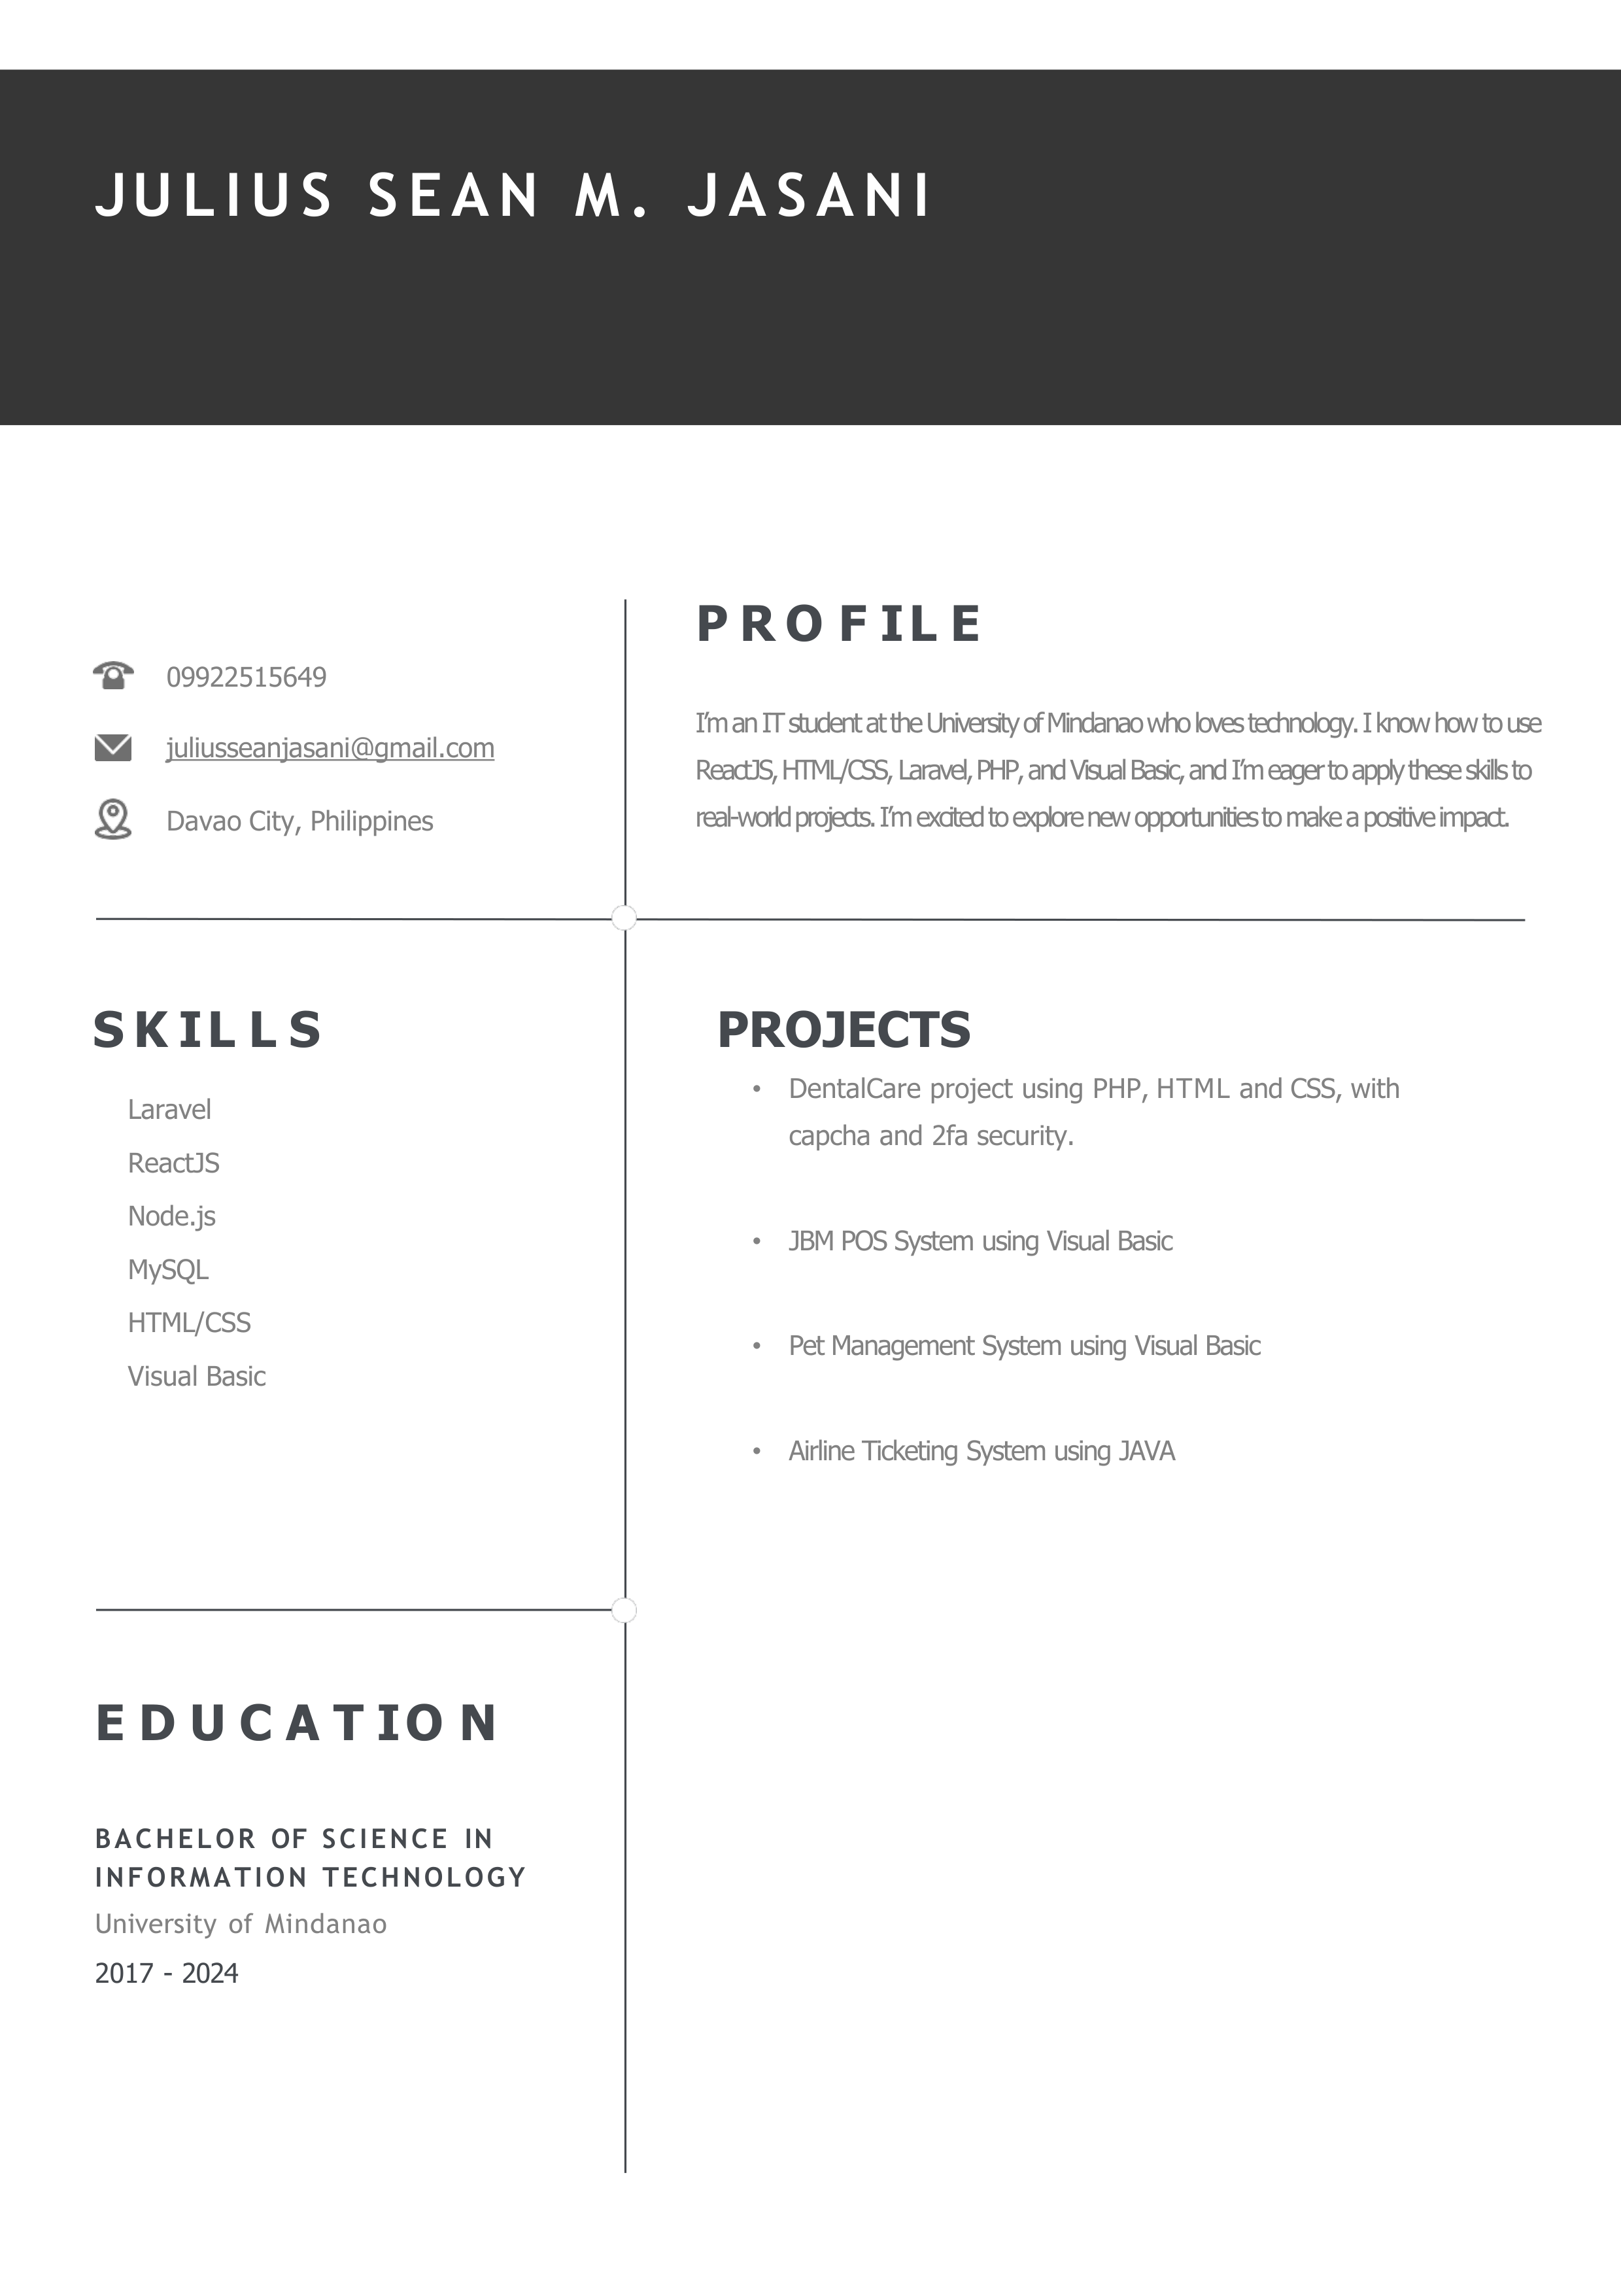 JULIUS SEAN M. JASANI
09922515649
juliusseanjasani@gmail.com
Davao City, Philippines
PROFILE
I'm an IT student at the University of Mindanao who loves technology. I know how to use
ReactJS, HTML/CSS, Laravel, PHP, and Visual Basic, and I'm eager to apply these skills to
real-world projects. I'm excited to explore new opportunities to make a positive impact.
SKILLS
Laravel
ReactJS
Node.js
MySQL
HTML/CSS
Visual Basic
PROJECTS
• DentalCare project using PHP, HTML and CSS, with
capcha and 2fa security.
• JBM POS System using Visual Basic
• Pet Management System using Visual Basic
• Airline Ticketing System using JAVA
EDUCATION
BACHELOR OF SCIENCE IN
INFORMATION TECHNOLOGY
University of Mindanao
2017 - 2024